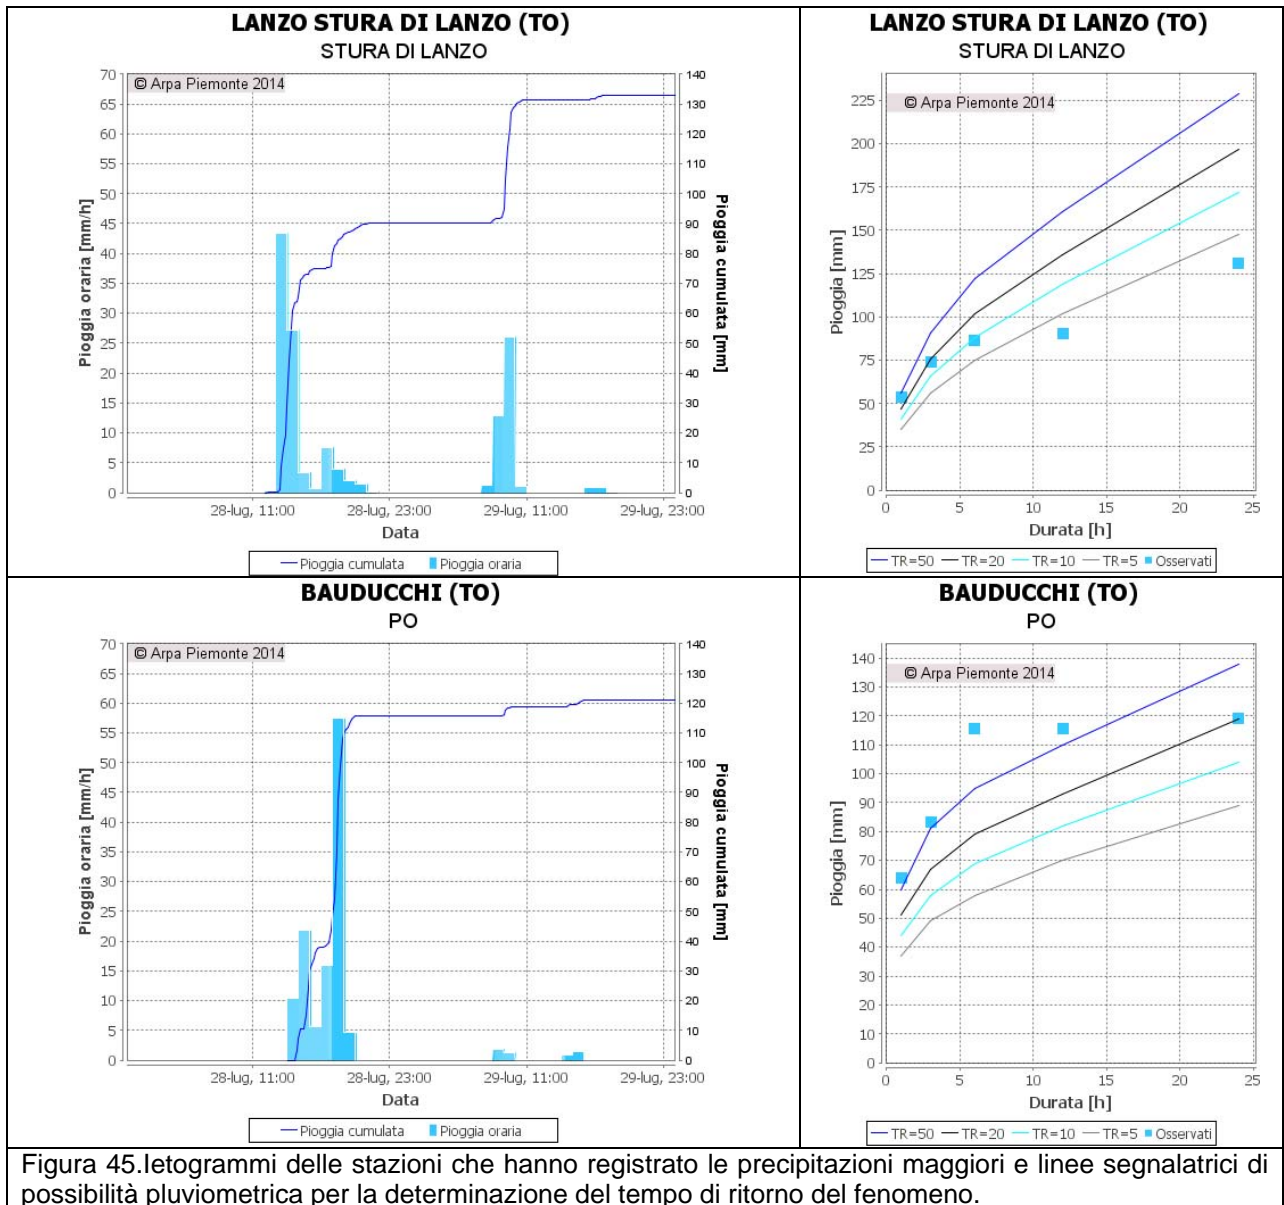 LANZO STURA DI LANZO (TO)
STURA DI LANZO
© Arpa Piemonte 2014
70
65
60
55
50
45
40
35
30
25
20
15
10
5
0
Pioggia oraria [mm/h]
140
130
120
110
100
90
80
70
60
50
40
30
20
10
0
Pioggia cumulata [mm]
28-lug, 11:00 28-lug, 23:00 29-lug, 11:00 29-lug, 23:00
Data
Pioggia cumulata Pioggia oraria
LANZO STURA DI LANZO (TO)
STURA DI LANZO
© Arpa Piemonte 2014
225
200
175
150
125
100
75
50
25
0
Pioggia [mm]
0 5 10 15 20 25
Durata [h]
TR=50 TR=20 TR=10 TR=5 Osservati
BAUDUCCHI (TO)
PO
© Arpa Piemonte 2014
70
65
60
55
50
45
40
35
30
25
20
15
10
5
0
Pioggia oraria [mm/h]
140
130
120
110
100
90
80
70
60
50
40
30
20
10
0
Pioggia cumulata [mm]
28-lug, 11:00 28-lug, 23:00 29-lug, 11:00 29-lug, 23:00
Data
Pioggia cumulata Pioggia oraria
BAUDUCCHI (TO)
PO
© Arpa Piemonte 2014
140
130
120
110
100
90
80
70
60
50
40
30
20
10
0
Pioggia [mm]
0 5 10 15 20 25
Durata [h]
TR=50 TR=20 TR=10 TR=5 Osservati
Figura 45.Ietogrammi delle stazioni che hanno registrato le precipitazioni maggiori e linee segnalatrici di
possibilità pluviometrica per la determinazione del tempo di ritorno del fenomeno.